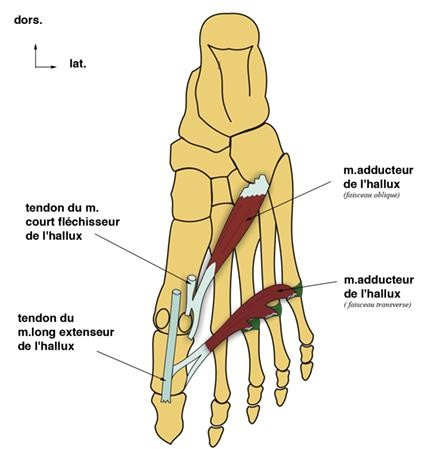 dors.
lat.
m.adducteur
de l'hallux
(faisceau oblique)
tendon du m.
court fléchisseur
de l'hallux
m.adducteur
de l'hallux
( faisceau transverse)
tendon du
m.long extenseur
de l'hallux